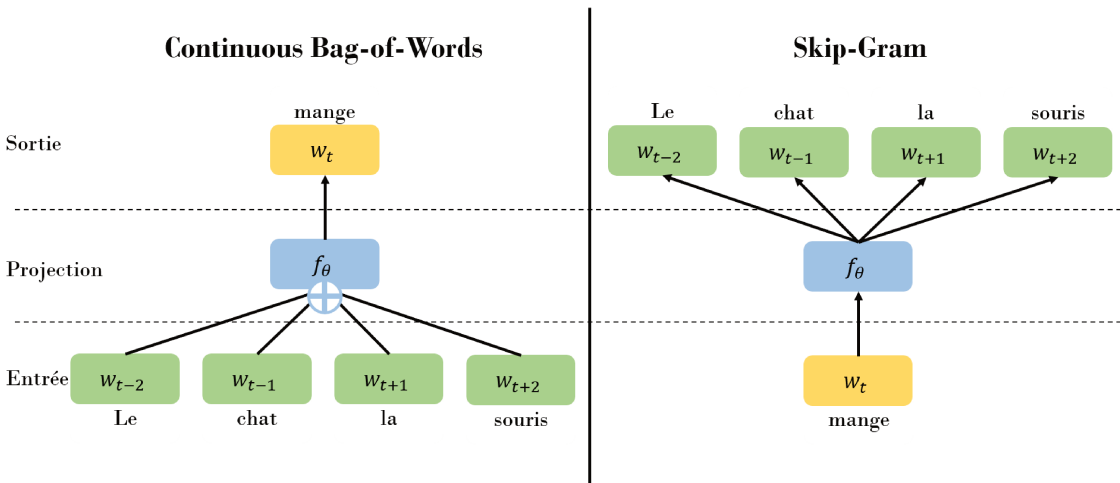 Continuous Bag-of-Words
Skip-Gram
Sortie
mange
w_t
Le
chat
la
souris
w_{t-2}
w_{t-1}
w_{t+1}
w_{t+2}
Projection
f_θ
f_θ
Entrée
w_{t-2}
w_{t-1}
w_{t+1}
w_{t+2}
Le
chat
la
souris
w_t
mange